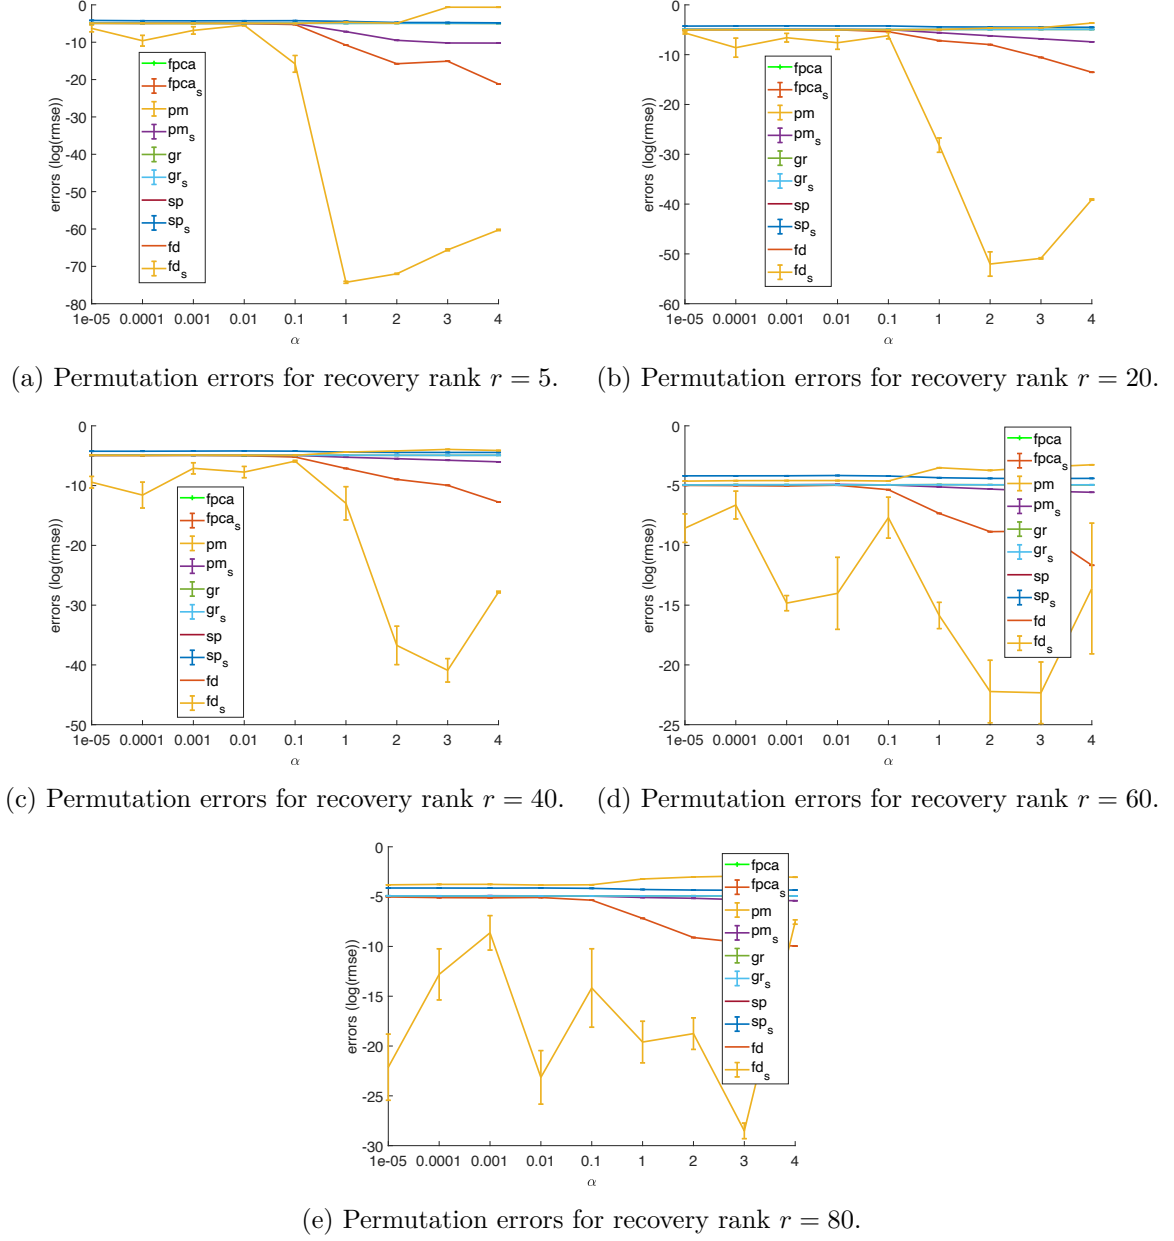 0
-10
-20
-30
-40
-50
-60
-70
-80
errors (log(rmse))
fpca
fpca_s
pm
pm_s
gr
gr_s
sp
sp_s
fd
fd_s
1e-05 0.0001 0.001 0.01 0.1 1 2 3 4
α
0
-10
-20
-30
-40
-50
-60
errors (log(rmse))
fpca
fpca_s
pm
pm_s
gr
gr_s
sp
sp_s
fd
fd_s
1e-05 0.0001 0.001 0.01 0.1 1 2 3 4
α
(a) Permutation errors for recovery rank r = 5.
(b) Permutation errors for recovery rank r = 20.
0
-10
-20
-30
-40
-50
errors (log(rmse))
fpca
fpca_s
pm
pm_s
gr
gr_s
sp
sp_s
fd
fd_s
1e-05 0.0001 0.001 0.01 0.1 1 2 3 4
α
0
-5
-10
-15
-20
-25
errors (log(rmse))
fpca
fpca_s
pm
pm_s
gr
gr_s
sp
sp_s
fd
fd_s
1e-05 0.0001 0.001 0.01 0.1 1 2 3 4
α
(c) Permutation errors for recovery rank r = 40.
(d) Permutation errors for recovery rank r = 60.
0
-5
-10
-15
-20
-25
-30
errors (log(rmse))
fpca
fpca_s
pm
pm_s
gr
gr_s
sp
sp_s
fd
fd_s
1e-05 0.0001 0.001 0.01 0.1 1 2 3 4
α
(e) Permutation errors for recovery rank r = 80.